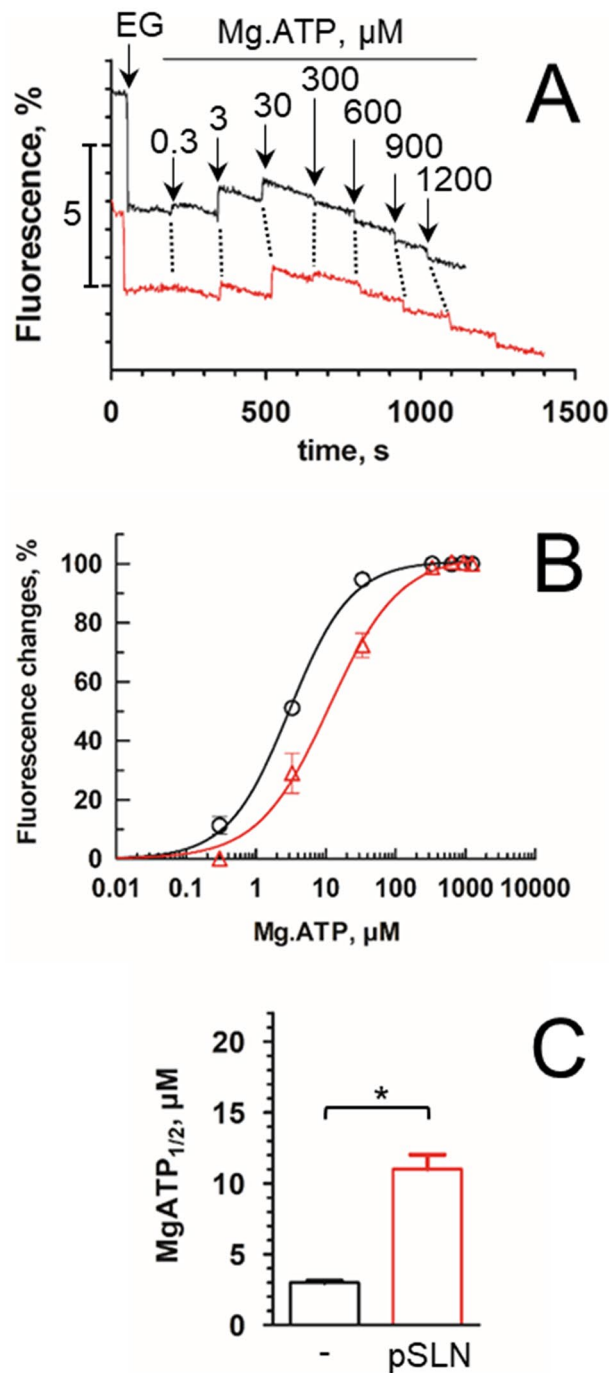 EG
Mg.ATP, µM
A
0.3
3
30
300
600
900
1200
Fluorescence, %
5
0 500 1000 1500
time, s
B
Fluorescence changes, %
100
80
60
40
20
0
0.01 0.1 1 10 100 1000 10000
Mg.ATP, µM
C
MgATP1/2, µM
20
15
10
5
0
*
- pSLN